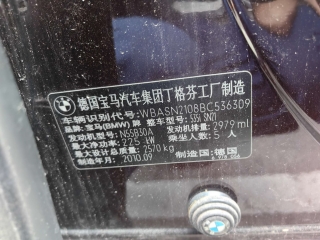 德国宝马汽车集团丁格芬工厂制造
车辆识别代号:WBASN2108BC536309
品牌: 宝马(BMW) 牌 整车型号: 535i SN21
发动机型号: N55B30A 发动机排量: 2979 ml
最大净功率: 225 kW 乘坐人数: 5 人
最大设计总质量: 2570 kg
制造年月: 2010.09 制造国: 德国